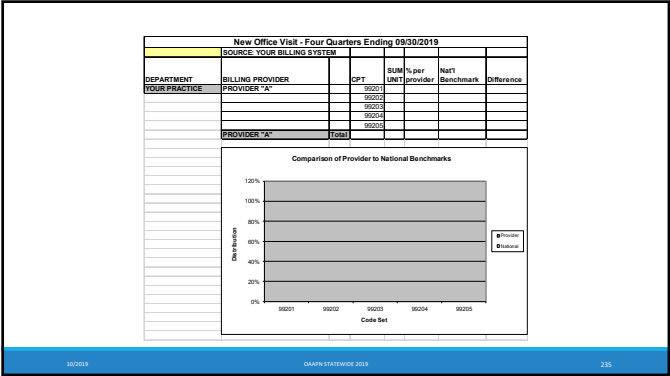 New Office Visit - Four Quarters Ending 09/30/2019
SOURCE: YOUR BILLING SYSTEM
DEPARTMENT BILLING PROVIDER CPT SUM UNIT % per provider Nat'l Benchmark Difference
YOUR PRACTICE PROVIDER "A" 99201
99202
99203
99204
99205
PROVIDER "A" Total
Comparison of Provider to National Benchmarks
120%
100%
80%
60%
40%
20%
0%
Distribution
99201 99202 99203 99204 99205
Code Set
Provider
National
10/2019 OAAPN STATEWIDE 2019 235